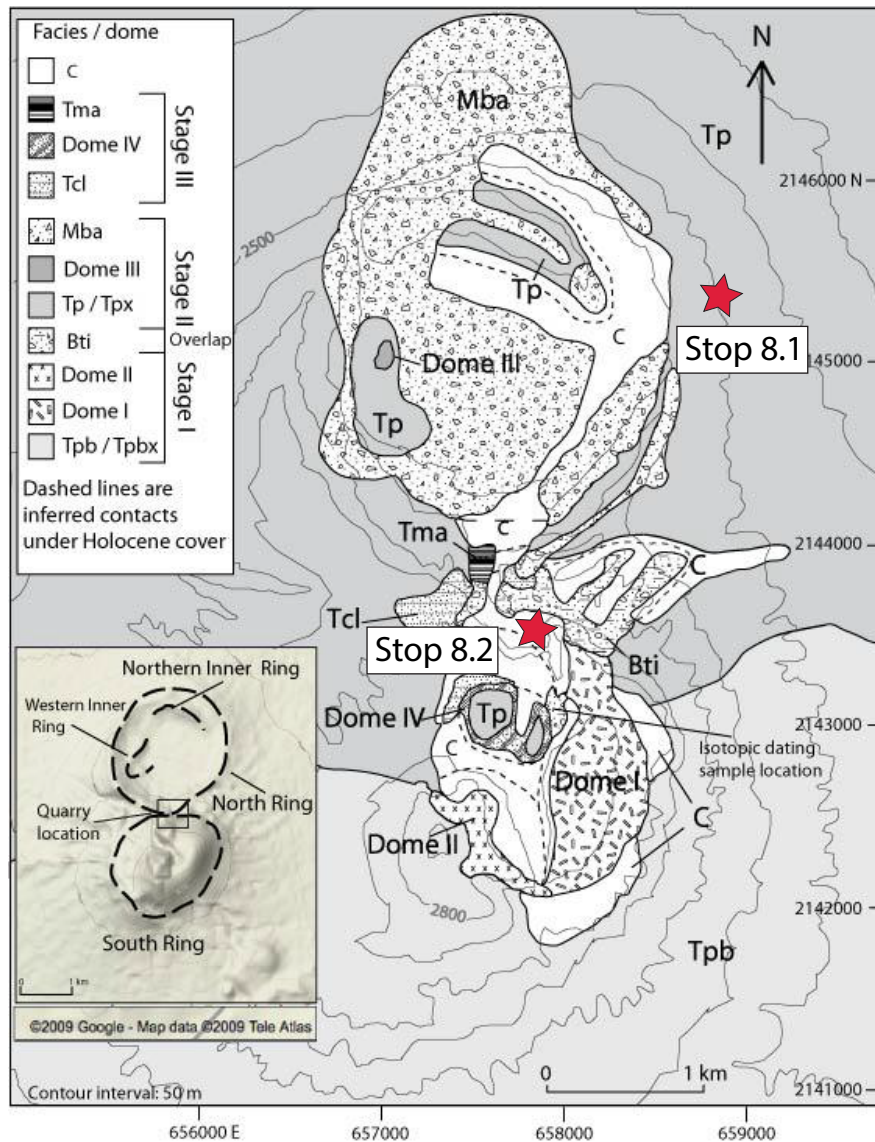 Facies / dome
C
Tma
Dome IV
Tcl
Stage III
Mba
Dome III
Tp / Tpx
Stage II
Bti
Overlap
Dome II
Dome I
Tpb / Tpbx
Stage I
Dashed lines are
inferred contacts
under Holocene cover
N
Mba
Tp
2146000 N
2500
Tp
C
Stop 8.1
Dome III
2145000
Tp
C
Tma
2144000
C
Tcl
Stop 8.2
Bti
Dome IV
Tp
2143000
Isotopic dating
sample location
C
Dome I
C
Dome II
2800
2142000
Tpb
Northern Inner Ring
Western Inner
Ring
North Ring
Quarry
location
South Ring
0 1 km
©2009 Google - Map data ©2009 Tele Atlas
Contour interval: 50 m
0 1 km
2141000
656000 E
657000
658000
659000